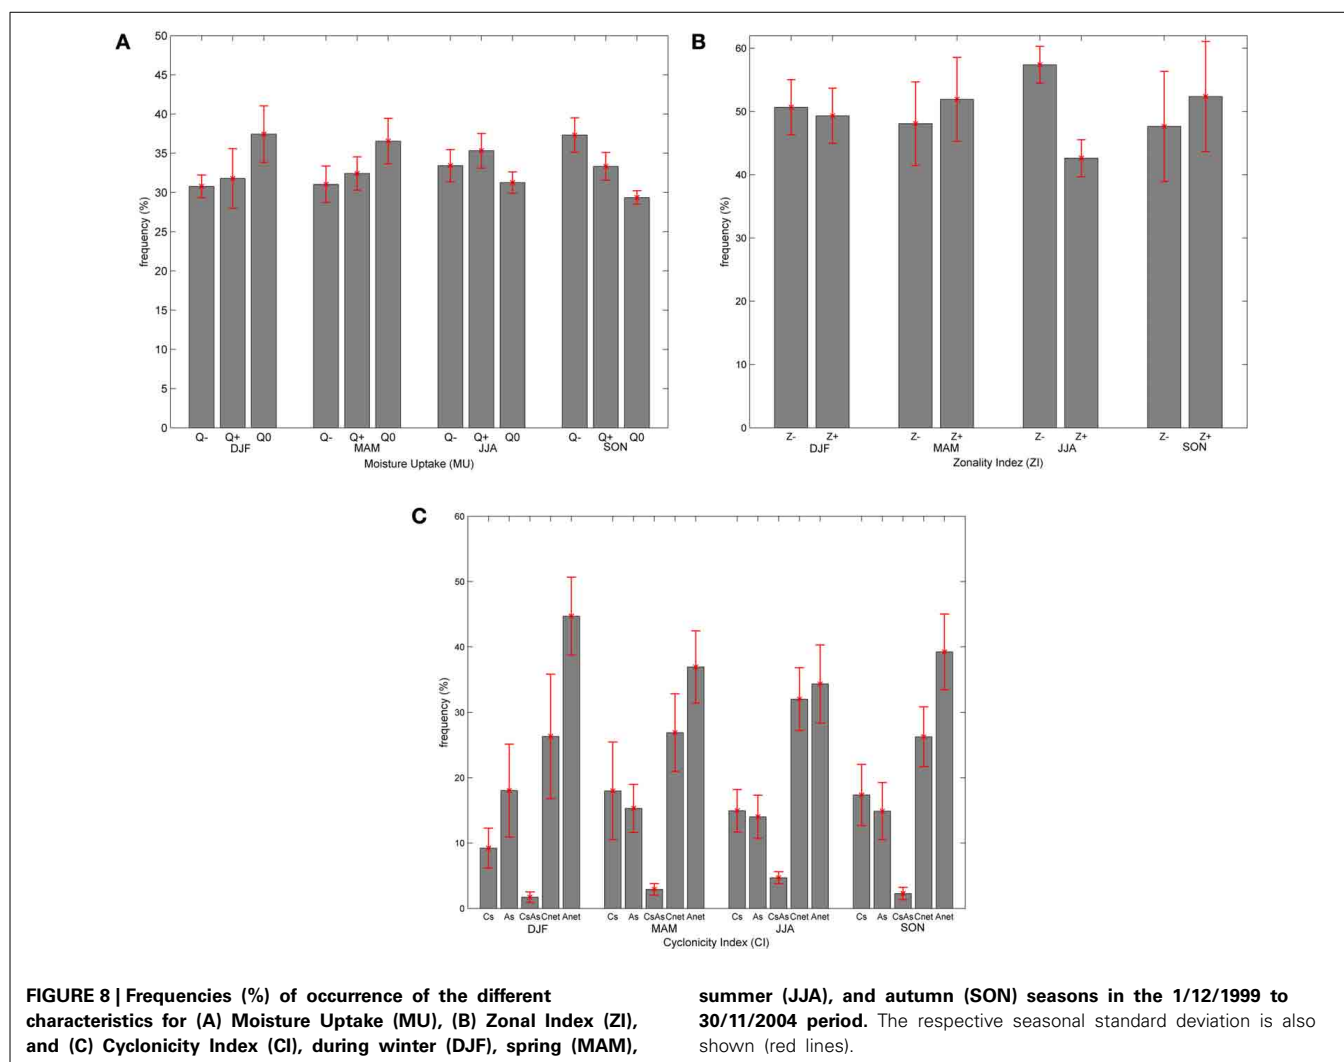 A
50
45
40
35
30
25
20
15
10
5
0
frequency (%)
Q- Q+ Q0 Q- Q+ Q0 Q- Q+ Q0 Q- Q+ Q0
DJF MAM JJA SON
Moisture Uptake (MU)
B
60
50
40
30
20
10
0
frequency (%)
Z- Z+ Z- Z+ Z- Z+ Z- Z+
DJF MAM JJA SON
Zonality Indez (ZI)
C
60
50
40
30
20
10
0
frequency (%)
Cs As CsAs Cnet Anet Cs As CsAs Cnet Anet Cs As CsAs Cnet Anet Cs As CsAs Cnet Anet
DJF MAM JJA SON
Cyclonicity Index (CI)
FIGURE 8 | Frequencies (%) of occurrence of the different
characteristics for (A) Moisture Uptake (MU), (B) Zonal Index (ZI),
and (C) Cyclonicity Index (CI), during winter (DJF), spring (MAM),
summer (JJA), and autumn (SON) seasons in the 1/12/1999 to
30/11/2004 period. The respective seasonal standard deviation is also
shown (red lines).